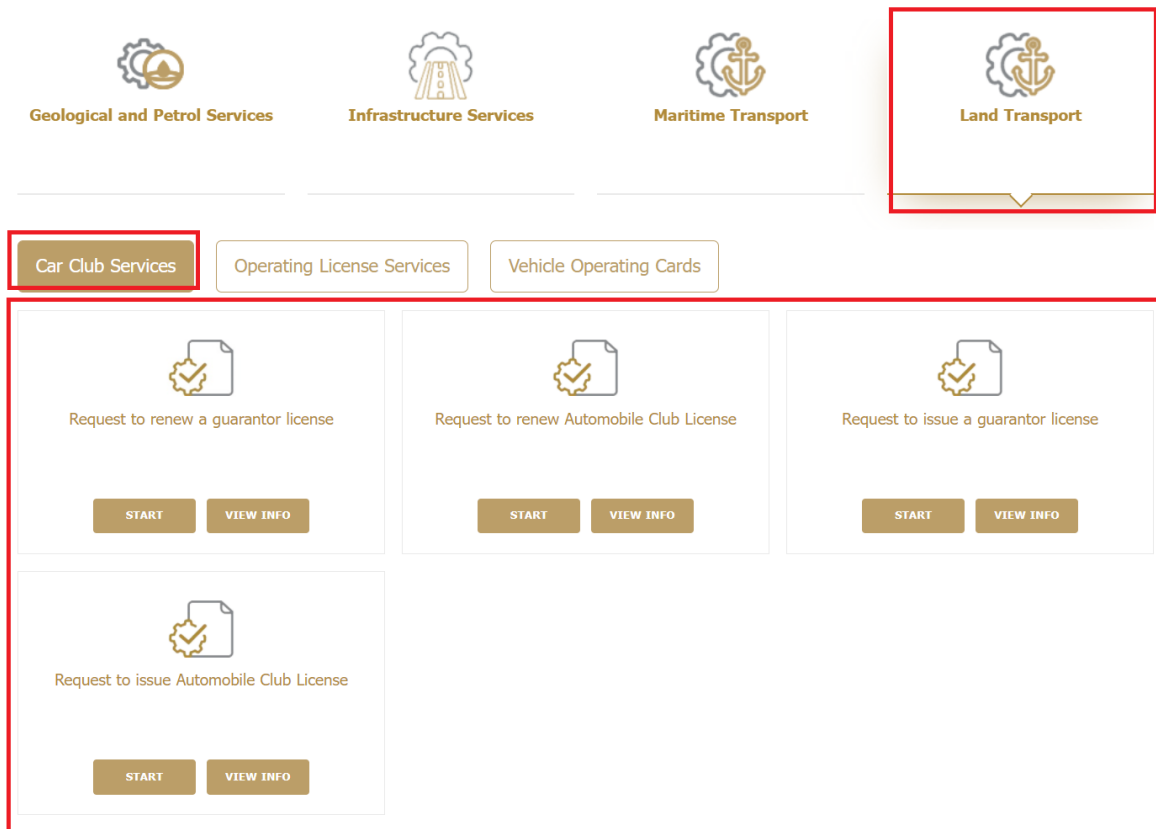 Geological and Petrol Services
Infrastructure Services
Maritime Transport
Land Transport
Car Club Services
Operating License Services
Vehicle Operating Cards
Request to renew a guarantor license
START
VIEW INFO
Request to renew Automobile Club License
START
VIEW INFO
Request to issue a guarantor license
START
VIEW INFO
Request to issue Automobile Club License
START
VIEW INFO